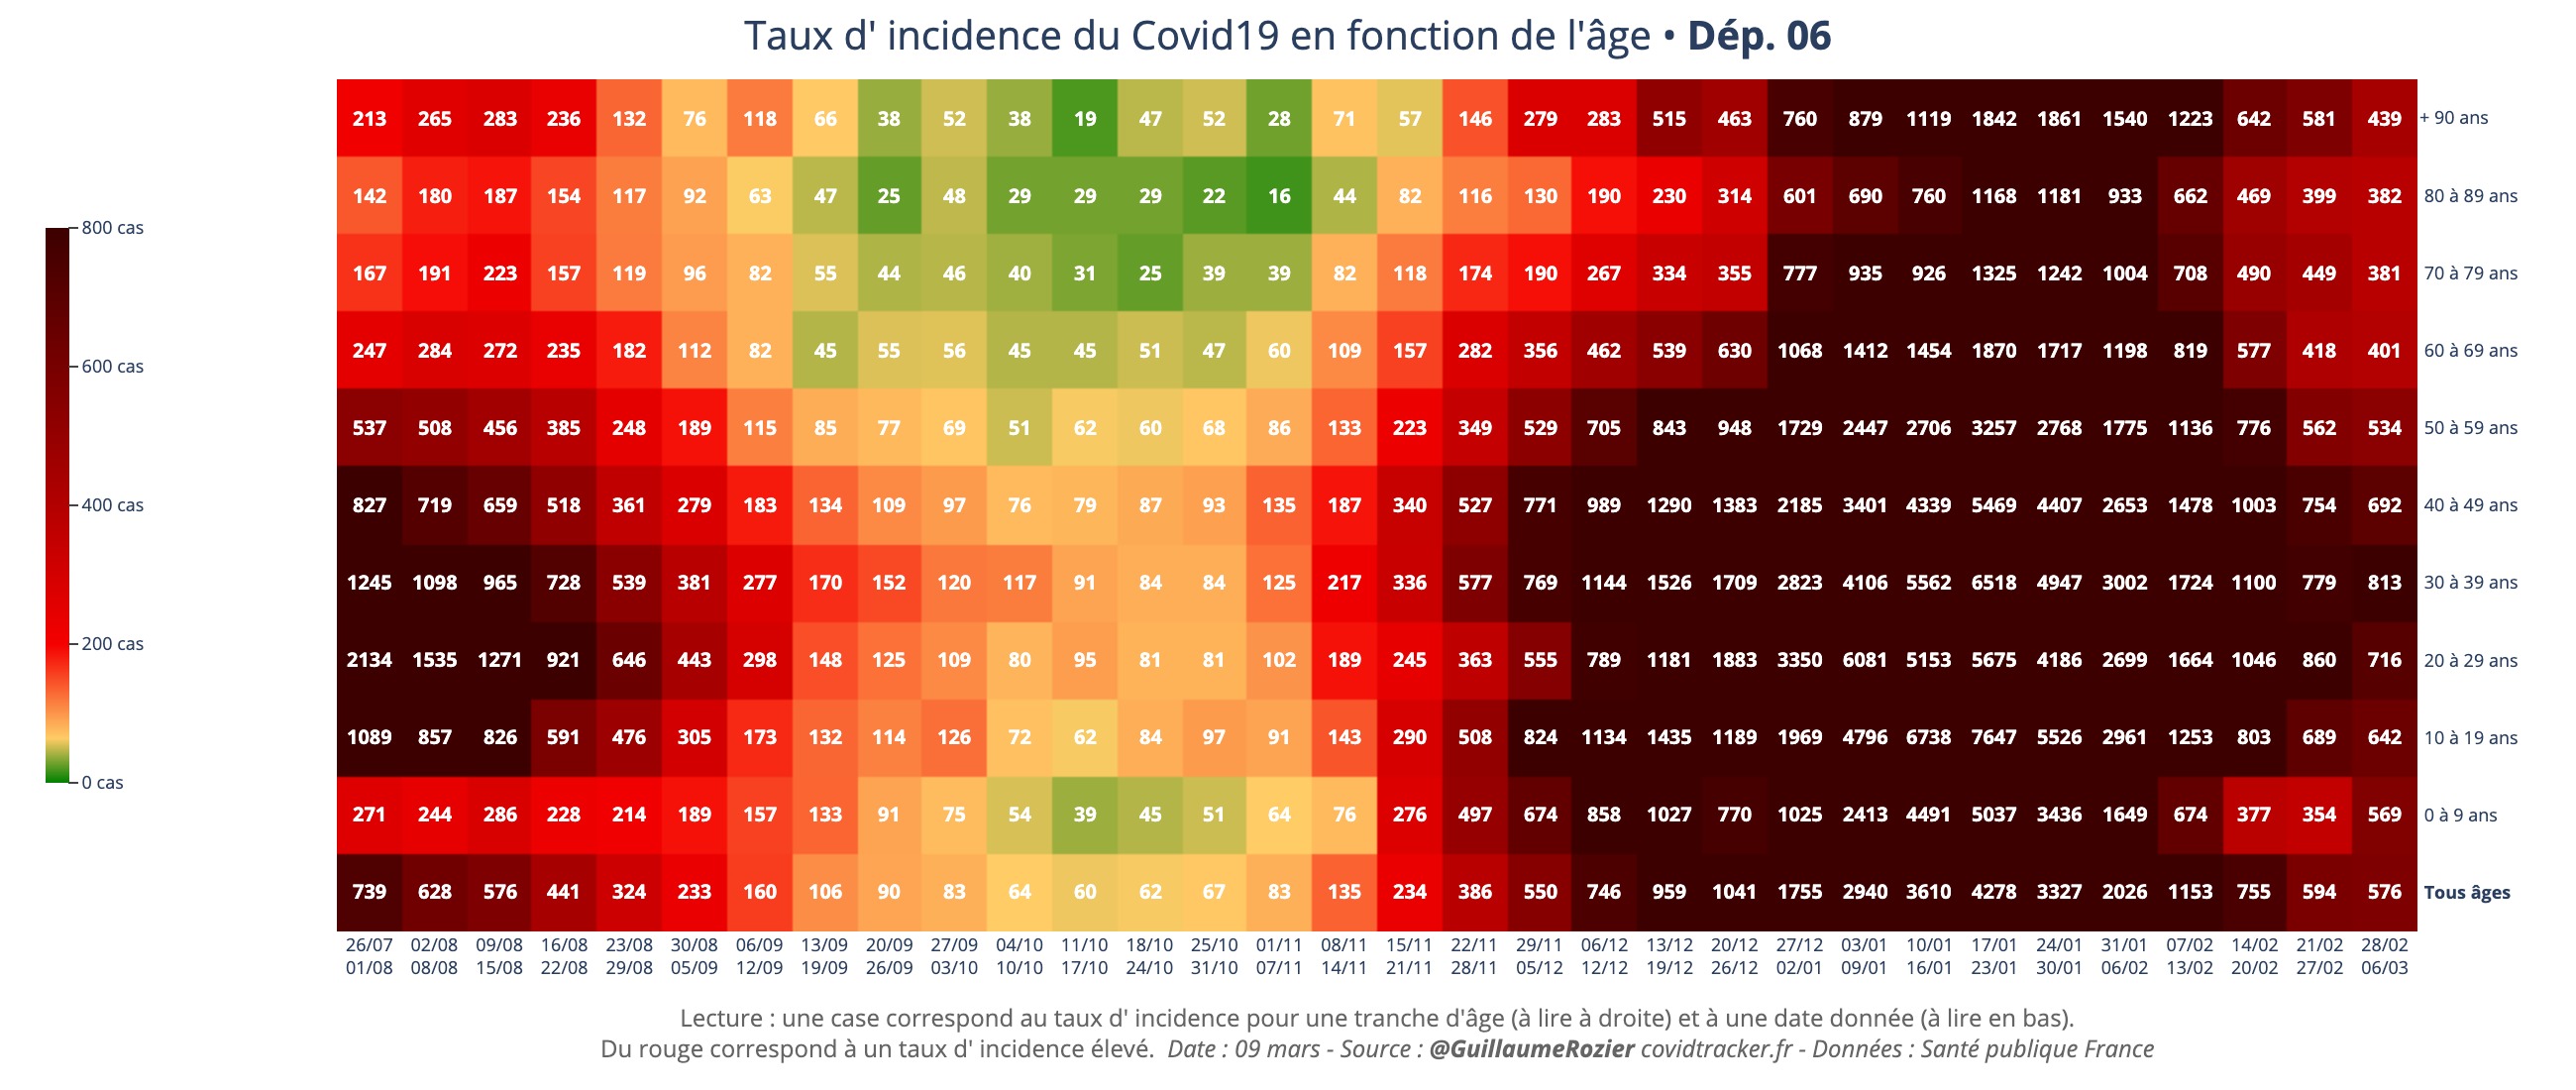 Taux d' incidence du Covid19 en fonction de l'âge • Dép. 06
800 cas
600 cas
400 cas
200 cas
0 cas
213 265 283 236 132 76 118 66 38 52 38 19 47 52 28 71 57 146 279 283 515 463 760 879 1119 1842 1861 1540 1223 642 581 439 + 90 ans
142 180 187 154 117 92 63 47 25 48 29 29 29 22 16 44 82 116 130 190 230 314 601 690 760 1168 1181 933 662 469 399 382 80 à 89 ans
167 191 223 157 119 96 82 55 44 46 40 31 25 39 39 82 118 174 190 267 334 355 777 935 926 1325 1242 1004 708 490 449 381 70 à 79 ans
247 284 272 235 182 112 82 45 55 56 45 45 51 47 60 109 157 282 356 462 539 630 1068 1412 1454 1870 1717 1198 819 577 418 401 60 à 69 ans
537 508 456 385 248 189 115 85 77 69 51 62 60 68 86 133 223 349 529 705 843 948 1729 2447 2706 3257 2768 1775 1136 776 562 534 50 à 59 ans
827 719 659 518 361 279 183 134 109 97 76 79 87 93 135 187 340 527 771 989 1290 1383 2185 3401 4339 5469 4407 2653 1478 1003 754 692 40 à 49 ans
1245 1098 965 728 539 381 277 170 152 120 117 91 84 84 125 217 336 577 769 1144 1526 1709 2823 4106 5562 6518 4947 3002 1724 1100 779 813 30 à 39 ans
2134 1535 1271 921 646 443 298 148 125 109 80 95 81 81 102 189 245 363 555 789 1181 1883 3350 6081 5153 5675 4186 2699 1664 1046 860 716 20 à 29 ans
1089 857 826 591 476 305 173 132 114 126 72 62 84 97 91 143 290 508 824 1134 1435 1189 1969 4796 6738 7647 5526 2961 1253 803 689 642 10 à 19 ans
271 244 286 228 214 189 157 133 91 75 54 39 45 51 64 76 276 497 674 858 1027 770 1025 2413 4491 5037 3436 1649 674 377 354 569 0 à 9 ans
739 628 576 441 324 233 160 106 90 83 64 60 62 67 83 135 234 386 550 746 959 1041 1755 2940 3610 4278 3327 2026 1153 755 594 576 Tous âges
26/07 02/08 09/08 16/08 23/08 30/08 06/09 13/09 20/09 27/09 04/10 11/10 18/10 25/10 01/11 08/11 15/11 22/11 29/11 06/12 13/12 20/12 27/12 03/01 10/01 17/01 24/01 31/01 07/02 14/02 21/02 28/02
01/08 08/08 15/08 22/08 29/08 05/09 12/09 19/09 26/09 03/10 10/10 17/10 24/10 31/10 07/11 14/11 21/11 28/11 05/12 12/12 19/12 26/12 02/01 09/01 16/01 23/01 30/01 06/02 13/02 20/02 27/02 06/03
Lecture : une case correspond au taux d' incidence pour une tranche d'âge (à lire à droite) et à une date donnée (à lire en bas).
Du rouge correspond à un taux d' incidence élevé. Date : 09 mars - Source : @GuillaumeRozier covidtracker.fr - Données : Santé publique France